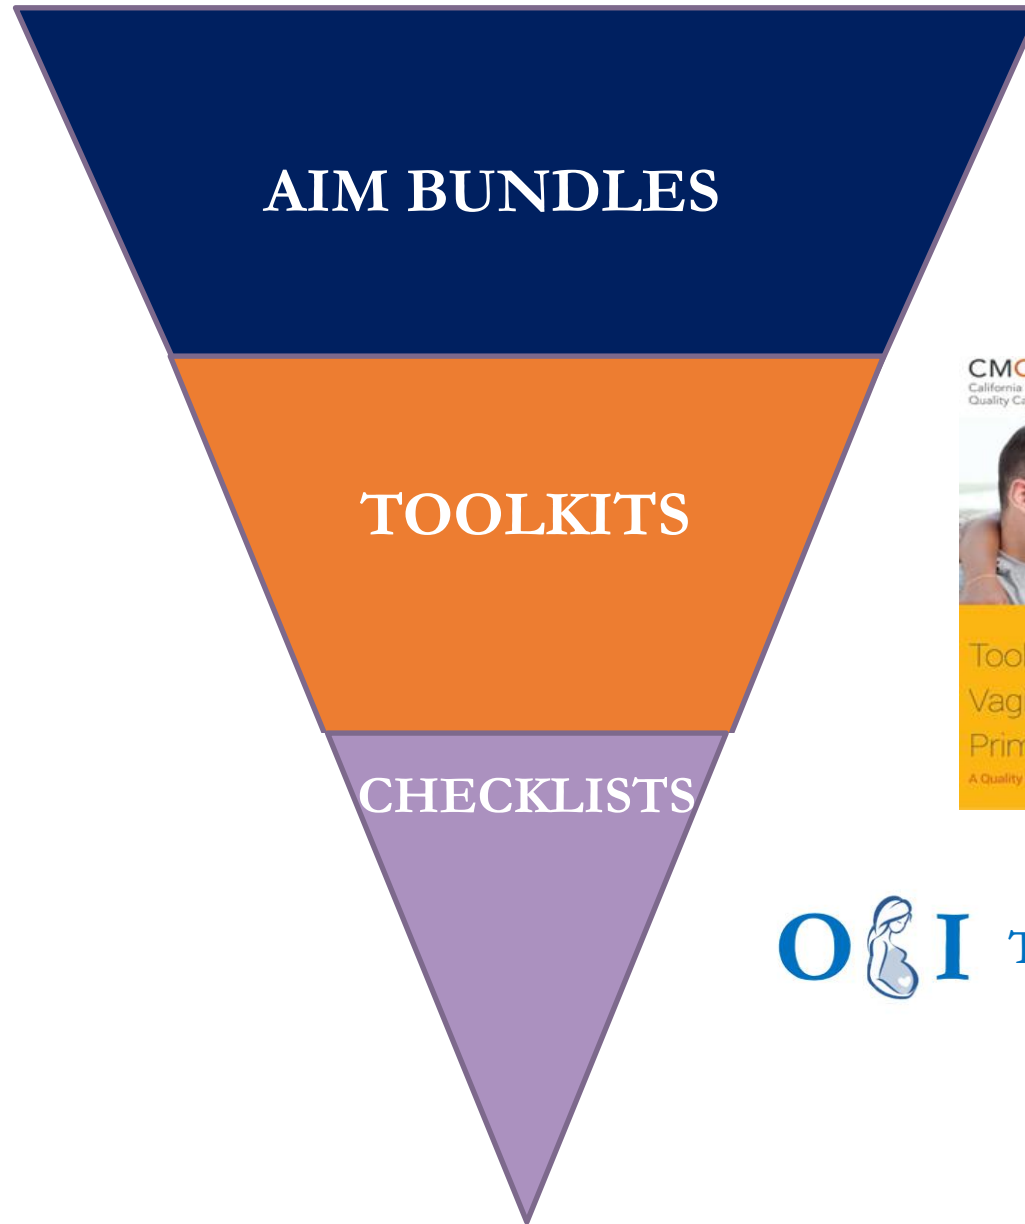 AIM BUNDLES
CMQ
California
Quality Ca
TOOLKITS
Tool
Vag
Prim
A Quality
CHECKLISTS
O I T